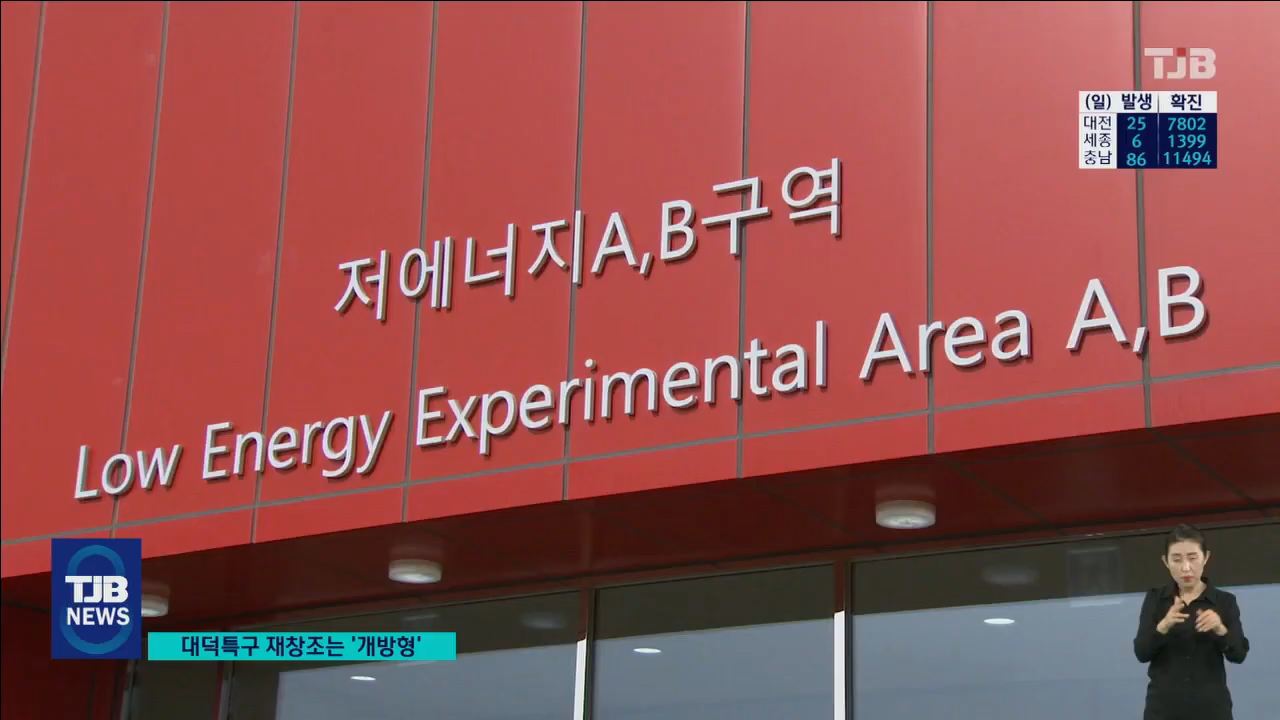 TJB
(일) 발생 확진
대전 25 7802
세종 6 1399
충남 86 11494
저에너지A,B구역
Low Energy Experimental Area A,B
TJB
NEWS
대덕특구 재창조는 '개방형'